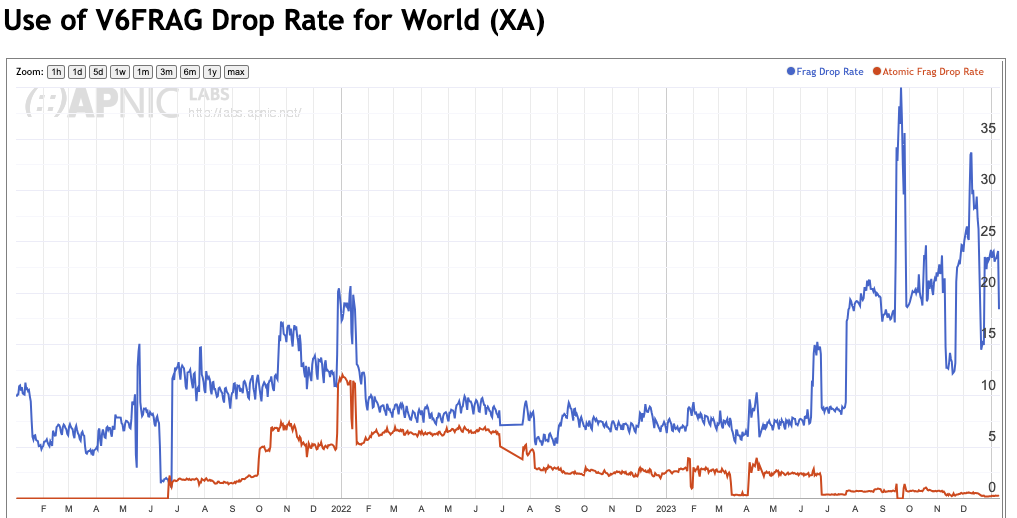 Use of V6FRAG Drop Rate for World (XA)
Zoom: 1h 1d 5d 1w 1m 3m 6m 1y max
Frag Drop Rate Atomic Frag Drop Rate
(::)APNIC LABS
http://labs.apnic.net/
35
30
25
20
15
10
5
0
F M A M J J A S O N D 2022 F M A M J J A S O N D 2023 F M A M J J A S O N D